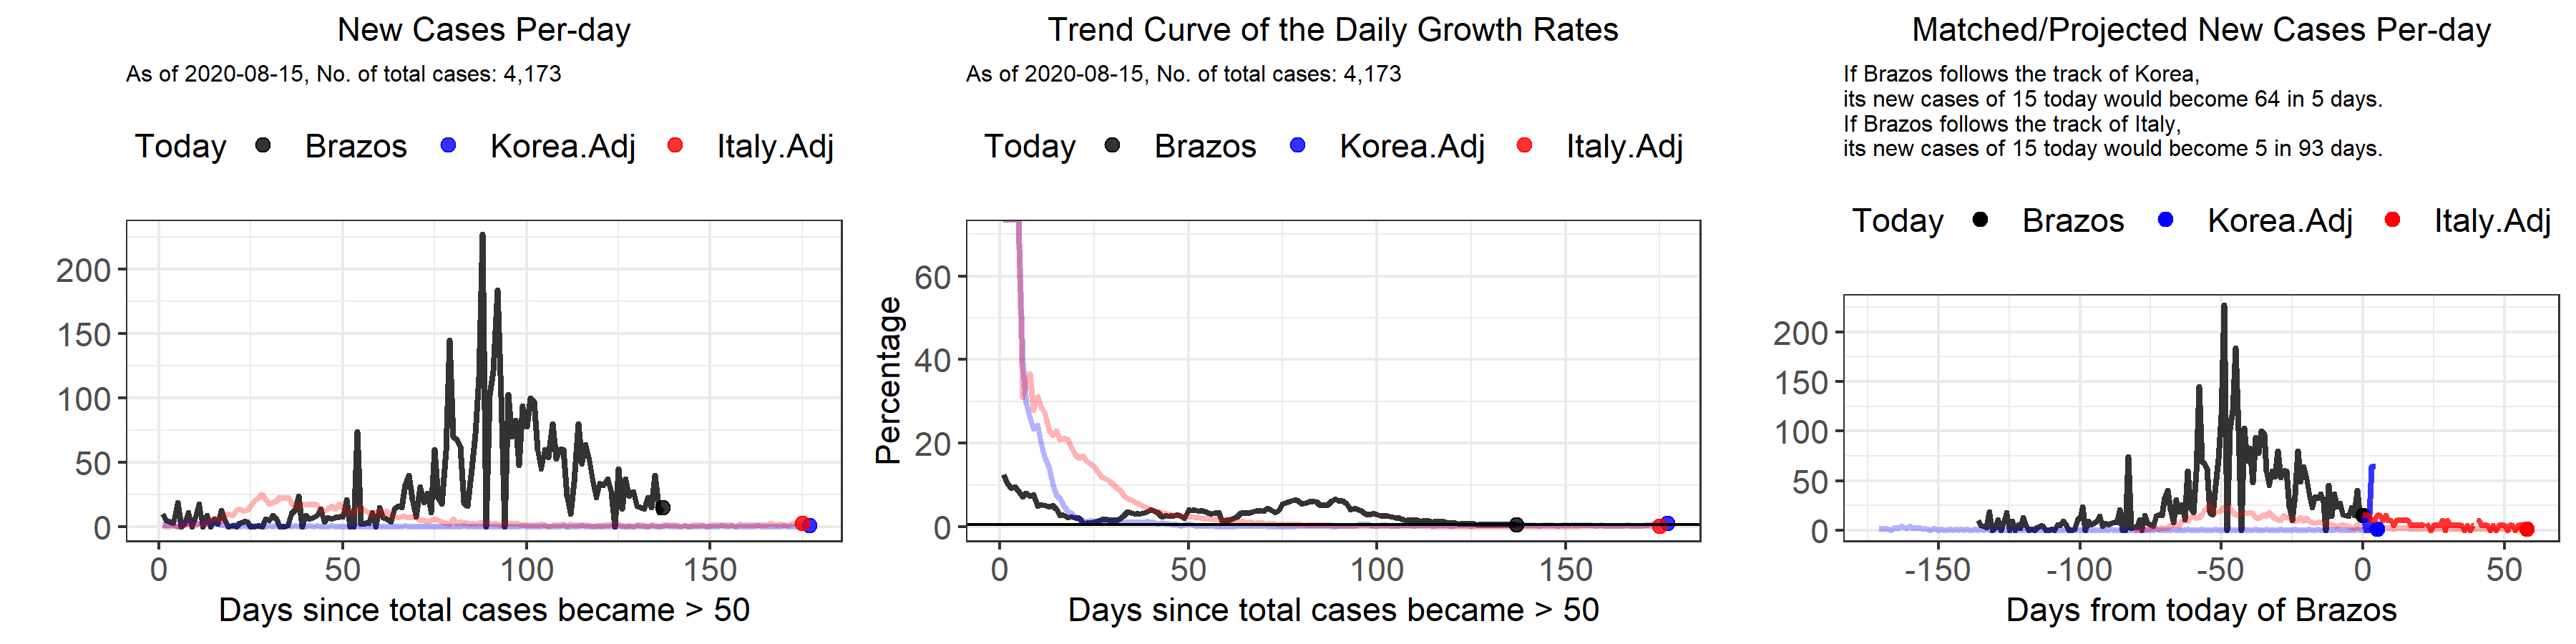 New Cases Per-day
As of 2020-08-15, No. of total cases: 4,173
Today Brazos Korea.Adj Italy.Adj
200
150
100
50
0
0 50 100 150
Days since total cases became > 50
Trend Curve of the Daily Growth Rates
As of 2020-08-15, No. of total cases: 4,173
Today Brazos Korea.Adj Italy.Adj
Percentage
60
40
20
0
0 50 100 150
Days since total cases became > 50
Matched/Projected New Cases Per-day
If Brazos follows the track of Korea,
its new cases of 15 today would become 64 in 5 days.
If Brazos follows the track of Italy,
its new cases of 15 today would become 5 in 93 days.
Today Brazos Korea.Adj Italy.Adj
200
150
100
50
0
-150 -100 -50 0 50
Days from today of Brazos